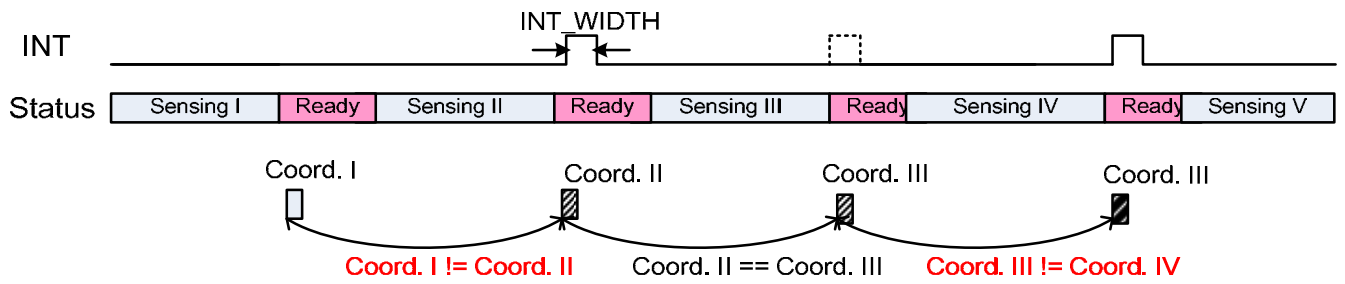 INT_WIDTH
INT
Status Sensing I Ready Sensing II Ready Sensing III Ready Sensing IV Ready Sensing V
Coord. I Coord. II Coord. III Coord. III
Coord. I != Coord. II Coord. II == Coord. III Coord. III != Coord. IV